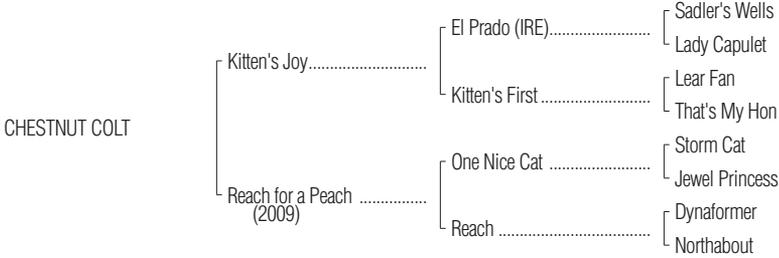 Sadler's Wells
El Prado (IRE)..........................
Lady Capulet
Kitten's Joy............................
Lear Fan
Kitten's First ..........................
That's My Hon
CHESTNUT COLT
Storm Cat
One Nice Cat ........................
Jewel Princess
Reach for a Peach ................
(2009)
Dynaformer
Reach ....................................
Northabout